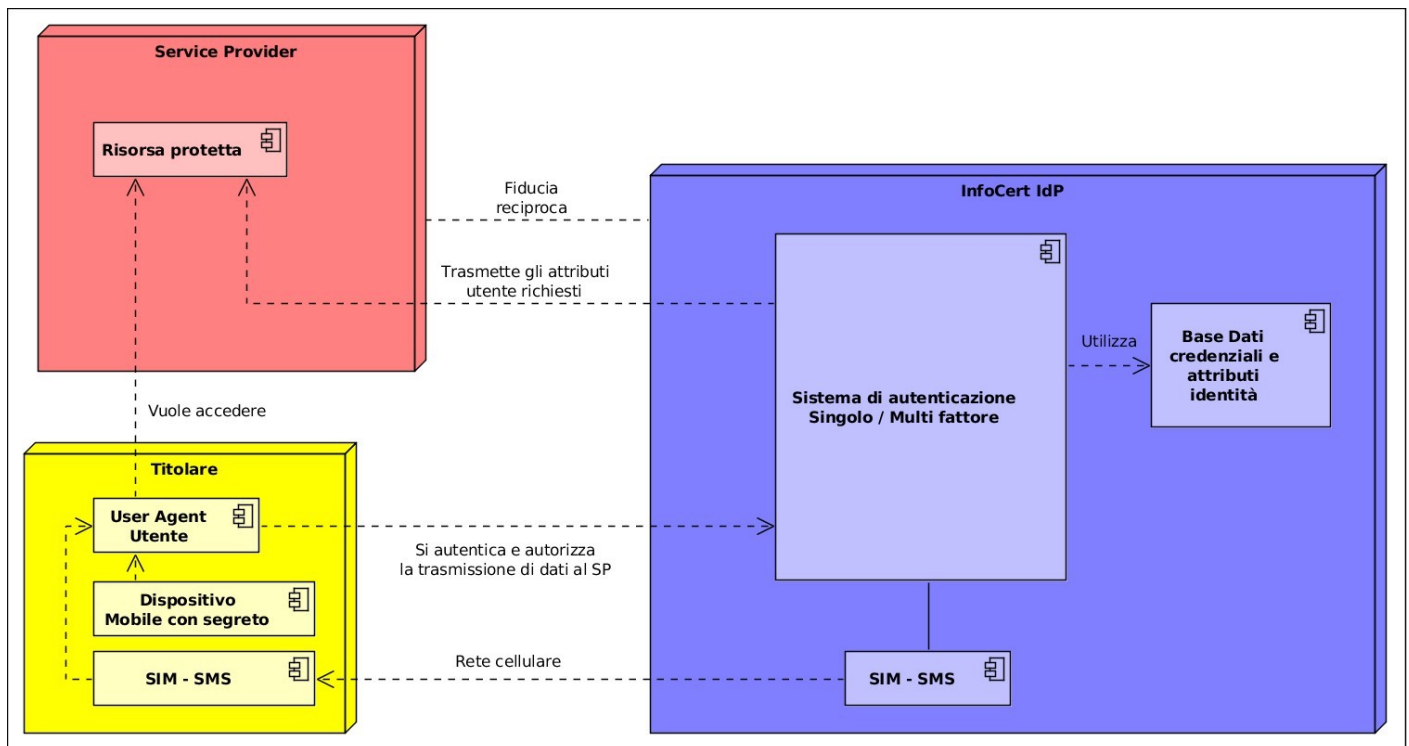 Service Provider
Risorsa protetta
Fiducia
reciproca
InfoCert IdP
Trasmette gli attributi
utente richiesti
Sistema di autenticazione
Singolo / Multi fattore
Utilizza
Base Dati
credenziali e
attributi
identità
Vuole accedere
Titolare
User Agent
Utente
Si autentica e autorizza
la trasmissione di dati al SP
Dispositivo
Mobile con segreto
SIM - SMS
Rete cellulare
SIM - SMS